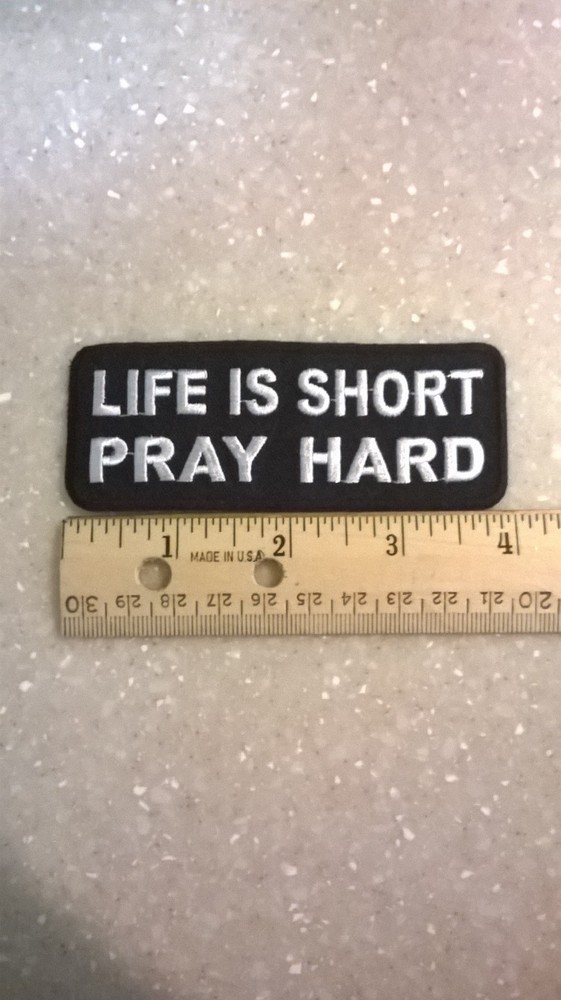 LIFE IS SHORT
PRAY HARD
1 2 3 4
MADE IN U.S.A.
30 29 28 27 26 25 24 23 22 21 20